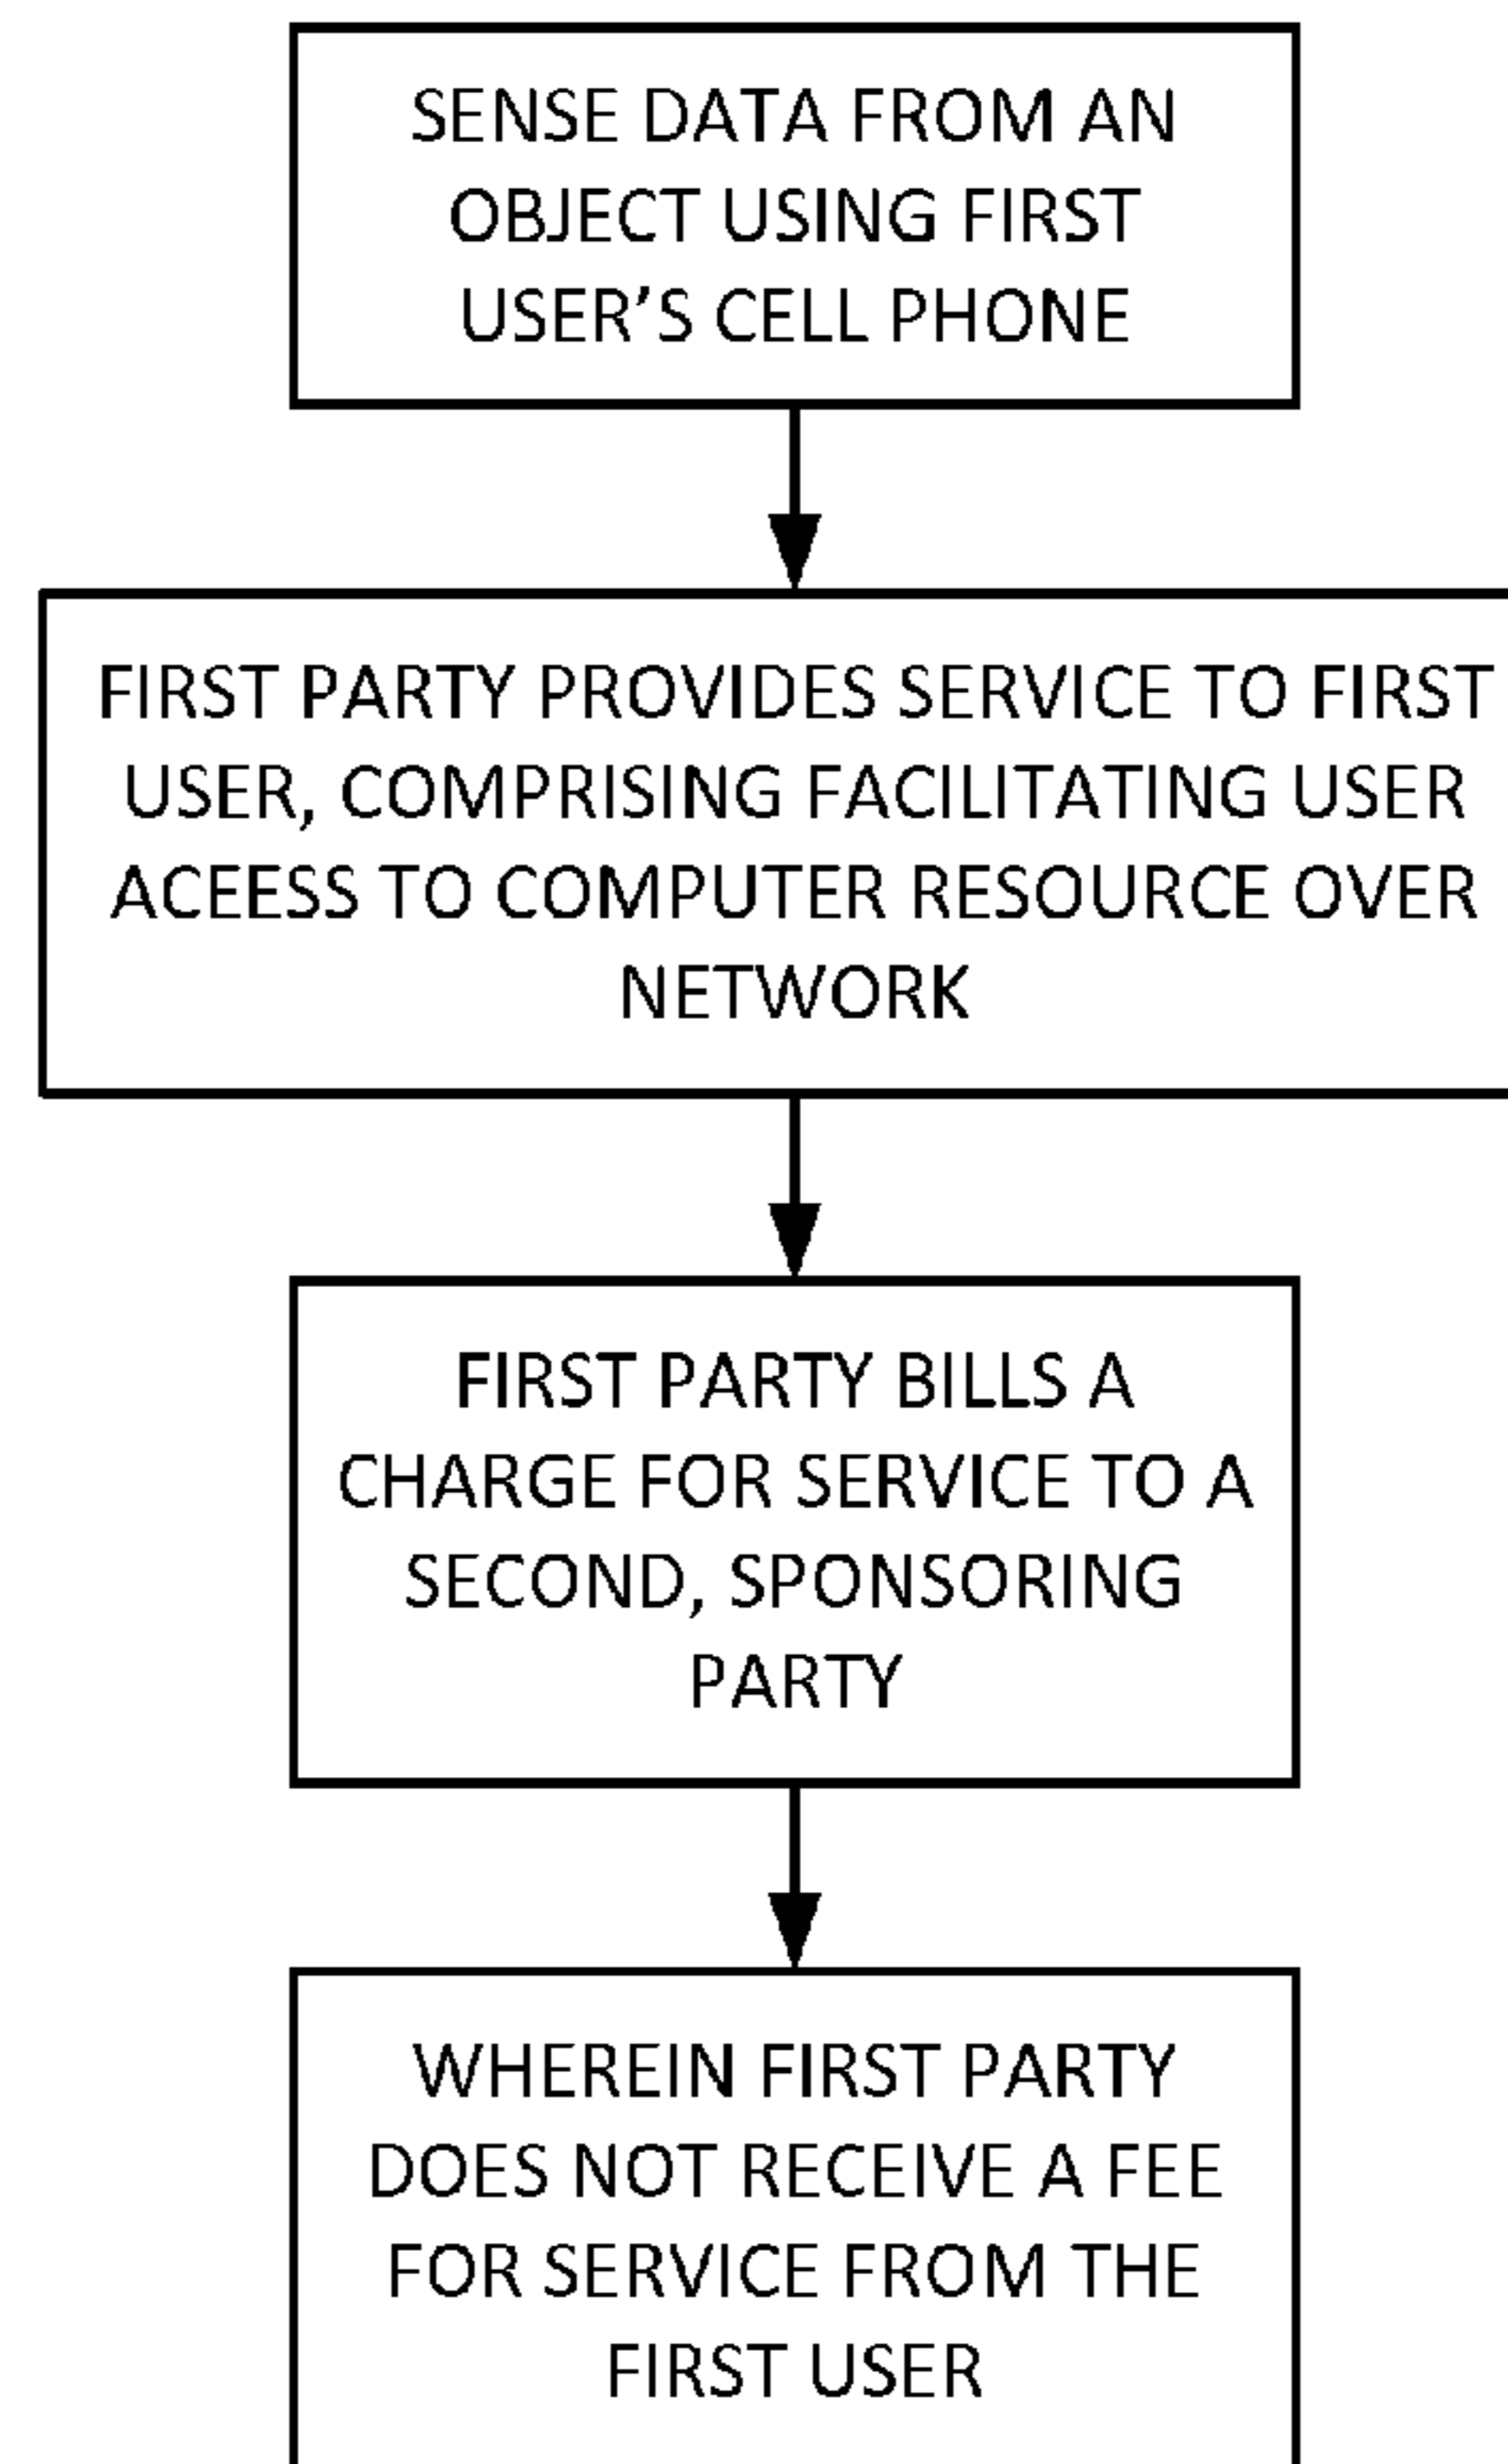 SENSE DATA FROM AN
OBJECT USING FIRST
USER’S CELL PHONE
FIRST PARTY PROVIDES SERVICE TO FIRST
USER, COMPRISING FACILITATING USER
ACEESS TO COMPUTER RESOURCE OVER
NETWORK
FIRST PARTY BILLS A
CHARGE FOR SERVICE TO A
SECOND, SPONSORING
PARTY
WHEREIN FIRST PARTY
DOES NOT RECEIVE A FEE
FOR SERVICE FROM THE
FIRST USER